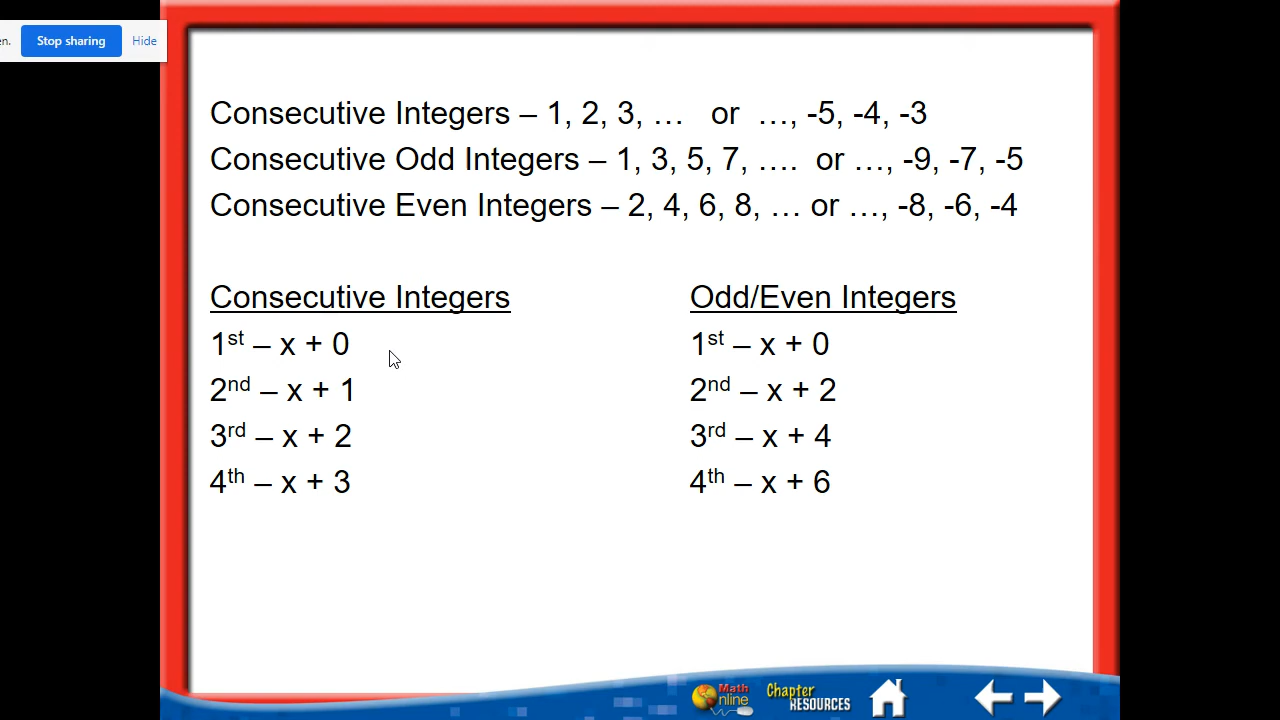 en.
Stop sharing
Hide
Consecutive Integers – 1, 2, 3, … or …, -5, -4, -3
Consecutive Odd Integers – 1, 3, 5, 7, …. or …, -9, -7, -5
Consecutive Even Integers – 2, 4, 6, 8, … or …, -8, -6, -4
Consecutive Integers
1st – x + 0
2nd – x + 1
3rd – x + 2
4th – x + 3
Odd/Even Integers
1st – x + 0
2nd – x + 2
3rd – x + 4
4th – x + 6
Math
nline
Chapter
RESOURCES